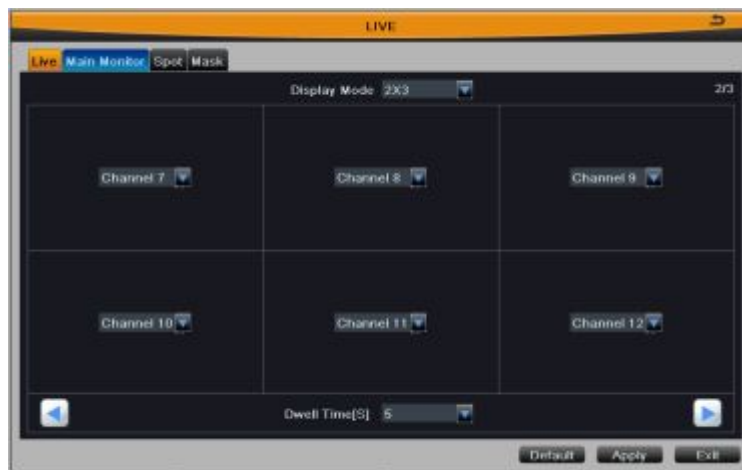 LIVE
Live Main Monitor Spot Mask
Display Mode 2X3 2/3
Channel 7 Channel 8 Channel 9
Channel 10 Channel 11 Channel 12
Dwell Time[S] 5
Default Apply Exit